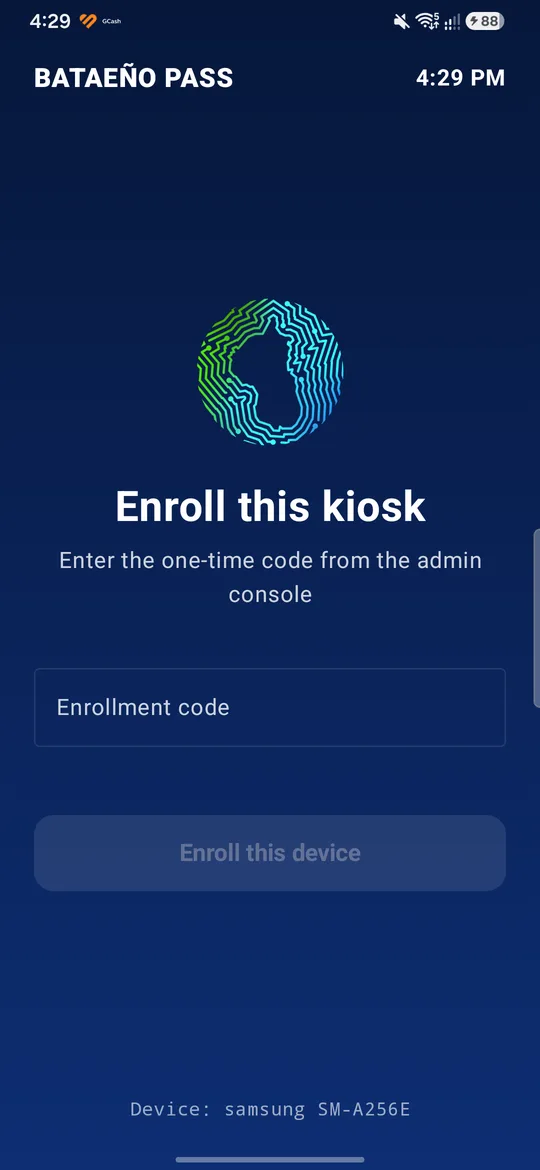 4:29 GCash 88
BATAEÑO PASS 4:29 PM
Enroll this kiosk
Enter the one-time code from the admin
console
Enrollment code
Enroll this device
Device: samsung SM-A256E